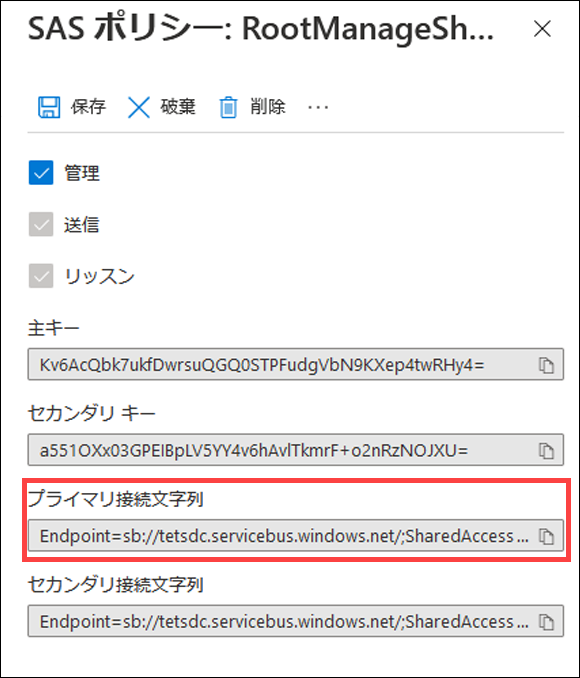 SAS ポリシー: RootManageSh...
保存 破棄 削除 ...
管理
送信
リッスン
主キー
Kv6AcQbk7ukfDwrsuQGQ0STPFudgVbN9KXep4twRHy4=
セカンダリ キー
a551OXx03GPEIBpLV5YY4v6hAvlTkmrF+o2nRzNOJXU=
プライマリ接続文字列
Endpoint=sb://tetsdc.servicebus.windows.net/;SharedAccess...
セカンダリ接続文字列
Endpoint=sb://tetsdc.servicebus.windows.net/;SharedAccess...